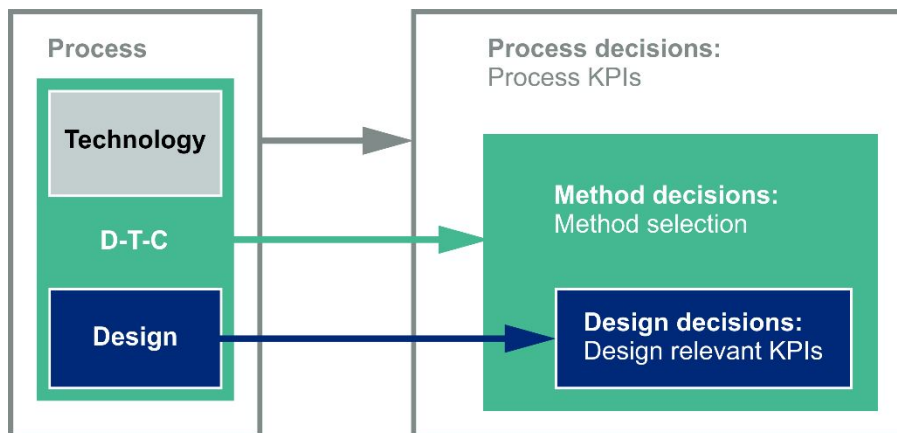 Process
Technology
D-T-C
Design
Process decisions:
Process KPIs
Method decisions:
Method selection
Design decisions:
Design relevant KPIs